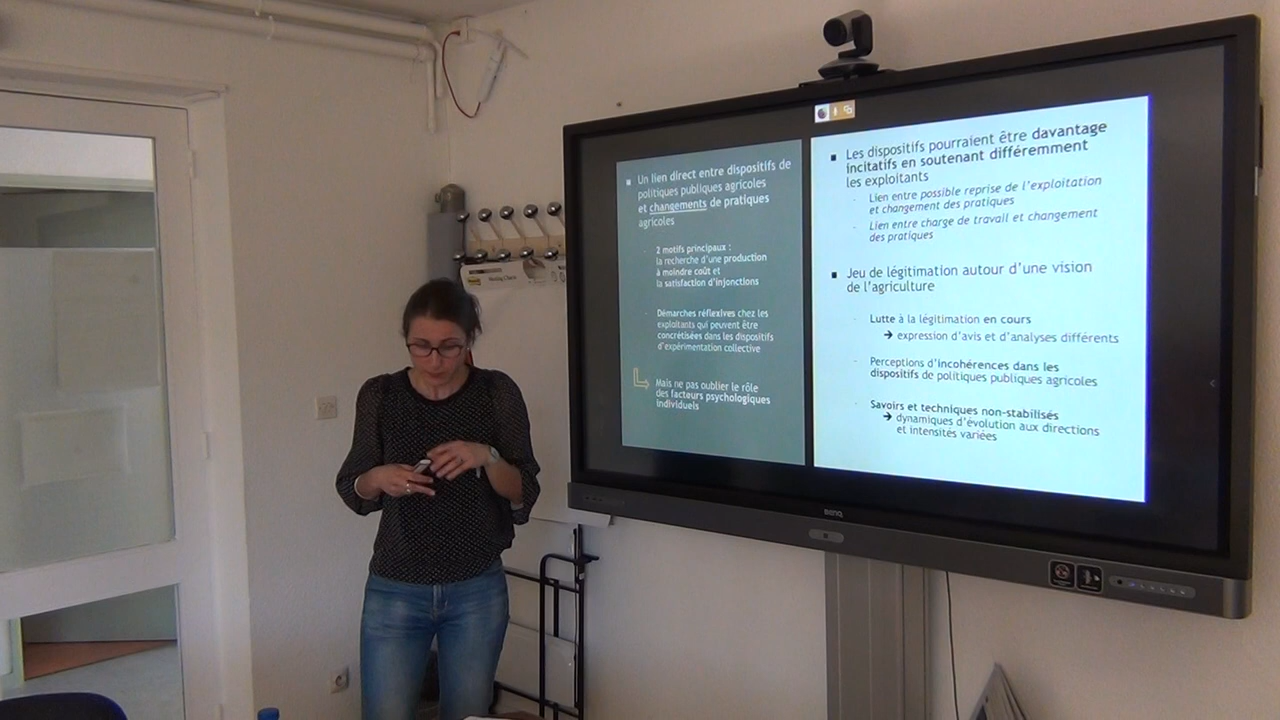 Un lien direct entre dispositifs de
politiques publiques agricoles
et changements de pratiques
agricoles
2 motifs principaux :
la recherche d'une production
à moindre coût et
la satisfaction d'injonctions
Démarches réflexives chez les
exploitants qui peuvent être
concrétisées dans les dispositifs
d'expérimentation collective
Mais ne pas oublier le rôle
des facteurs psychologiques
individuels
Les dispositifs pourraient être davantage
incitatifs en soutenant différemment
les exploitants
Lien entre possible reprise de l'exploitation
et changement des pratiques
Lien entre charge de travail et changement
des pratiques
Jeu de légitimation autour d'une vision
de l'agriculture
Lutte à la légitimation en cours
➔ expression d'avis et d'analyses différents
Perceptions d'incohérences dans les
dispositifs de politiques publiques agricoles
Savoirs et techniques non-stabilisés
➔ dynamiques d'évolution aux directions
et intensités variées
BenQ